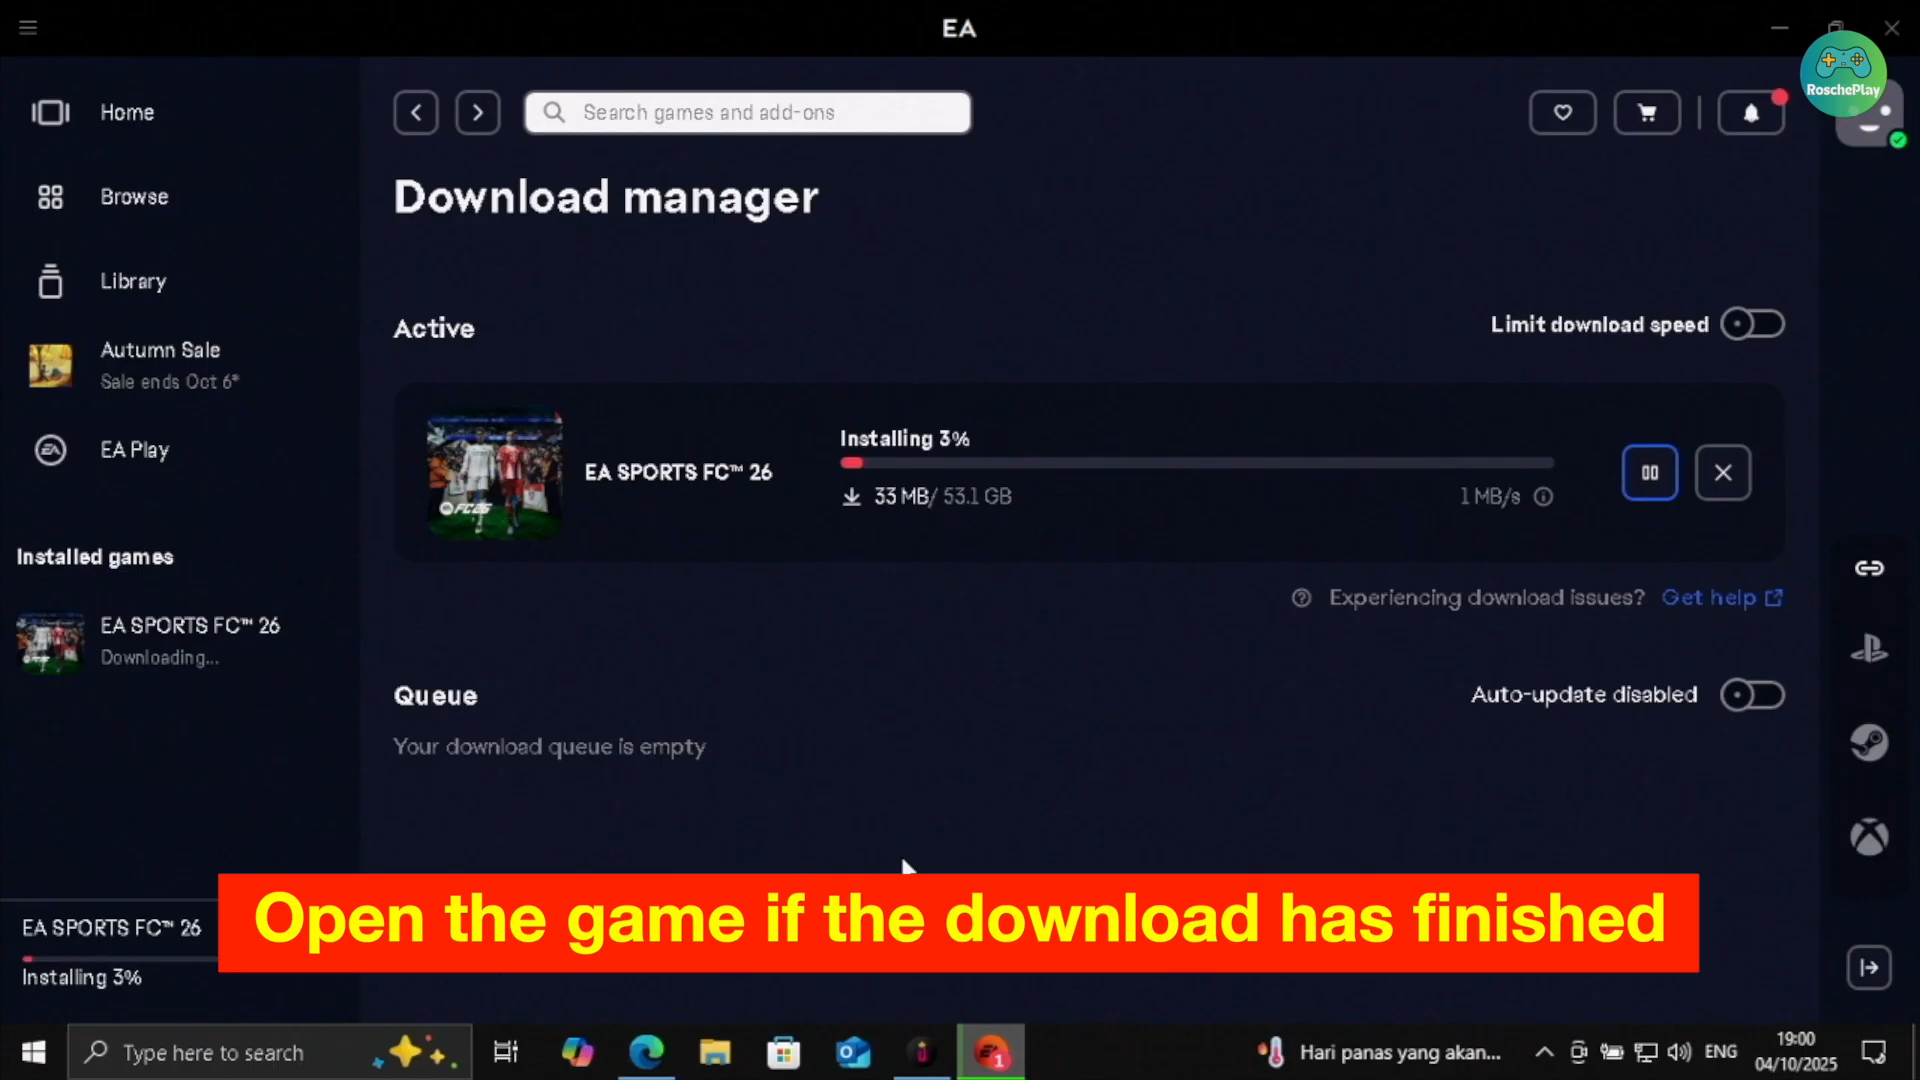 EA
RoschePlay
Home
Search games and add-ons
Browse
Download manager
Library
Active
Limit download speed
Autumn Sale
Sale ends Oct 6*
EA Play
FC26
EA SPORTS FC™ 26
Installing 3%
33 MB/ 53.1 GB
1 MB/s
Experiencing download issues? Get help
Installed games
EA SPORTS FC™ 26
Downloading...
Queue
Auto-update disabled
Your download queue is empty
EA SPORTS FC™ 26
Installing 3%
Open the game if the download has finished
Type here to search
1
Hari panas yang akan...
ENG
19:00
04/10/2025